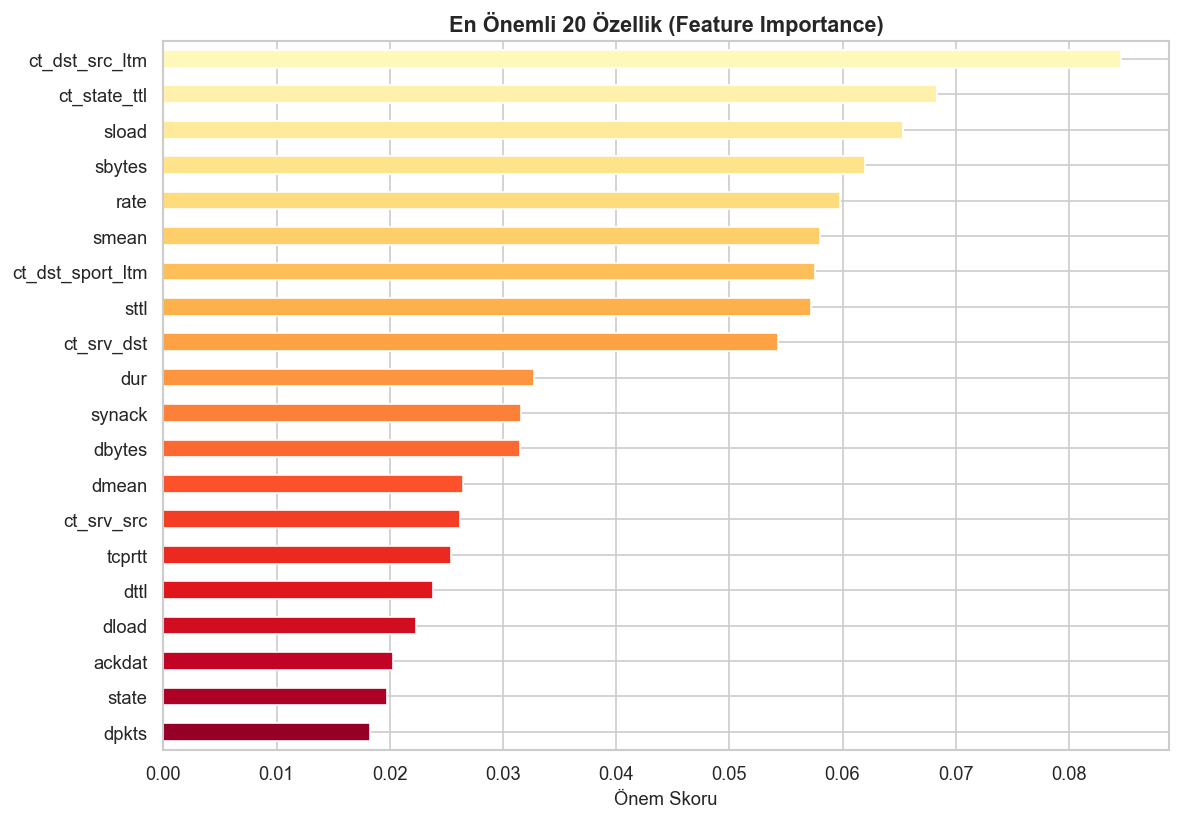 En Önemli 20 Özellik (Feature Importance)
ct_dst_src_ltm
ct_state_ttl
sload
sbytes
rate
smean
ct_dst_sport_ltm
sttl
ct_srv_dst
dur
synack
dbytes
dmean
ct_srv_src
tcprtt
dttl
dload
ackdat
state
dpkts
0.00 0.01 0.02 0.03 0.04 0.05 0.06 0.07 0.08
Önem Skoru